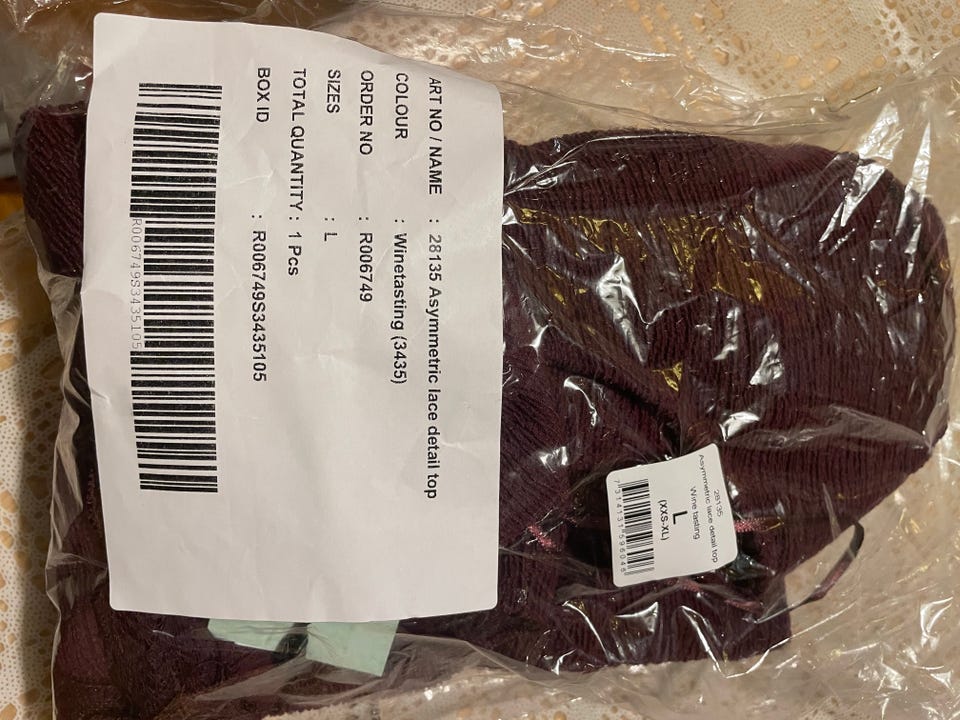 ART NO / NAME : 28135 Asymmetric lace detail top
COLOUR : Winetasting (3435)
ORDER NO : R006749
SIZES : L
TOTAL QUANTITY : 1 Pcs
BOX ID : R006749S3435105
R006749S3435105
28135
Asymmetric lace detail top
Wine tasting
L
(XXS-XL)
7314131596046